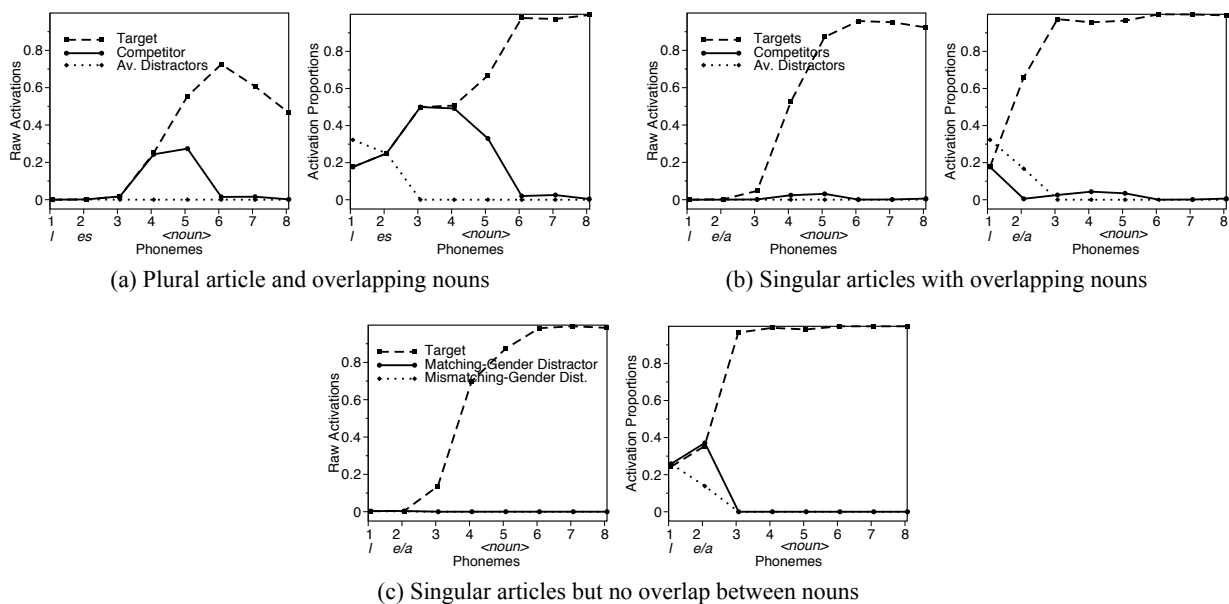 Target
Competitor
Av. Distractors
Raw Activations
0.8
0.6
0.4
0.2
0
1 2 3 4 5 6 7 8
l es <noun>
Phonemes
Activation Proportions
0.8
0.6
0.4
0.2
0
1 2 3 4 5 6 7 8
l es <noun>
Phonemes
(a) Plural article and overlapping nouns
Targets
Competitors
Av. Distractors
Raw Activations
0.8
0.6
0.4
0.2
0
1 2 3 4 5 6 7 8
l e/a <noun>
Phonemes
Activation Proportions
0.8
0.6
0.4
0.2
0
1 2 3 4 5 6 7 8
l e/a <noun>
Phonemes
(b) Singular articles with overlapping nouns
Target
Matching-Gender Distractor
Mismatching-Gender Dist.
Raw Activations
0.8
0.6
0.4
0.2
0
1 2 3 4 5 6 7 8
l e/a <noun>
Phonemes
Activation Proportions
0.8
0.6
0.4
0.2
0
1 2 3 4 5 6 7 8
l e/a <noun>
Phonemes
(c) Singular articles but no overlap between nouns